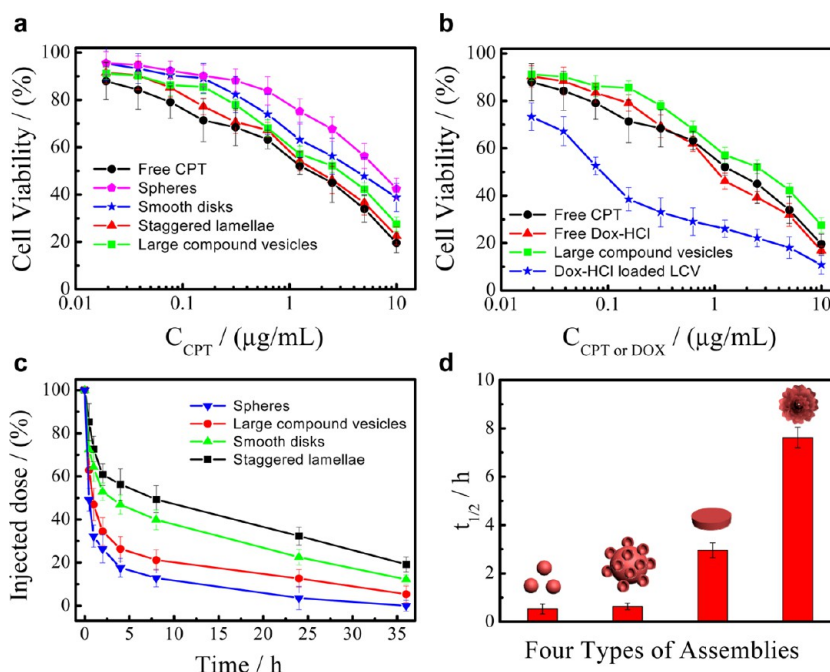 a
Cell Viability / (%)
100
80
60
40
20
0
Free CPT
Spheres
Smooth disks
Staggered lamellae
Large compound vesicles
0.01
0.1
1
10
C_CPT / (µg/mL)
b
Cell Viability / (%)
100
80
60
40
20
0
Free CPT
Free Dox-HCl
Large compound vesicles
Dox-HCl loaded LCV
0.01
0.1
1
10
C_CPT or DOX / (µg/mL)
c
Injected dose / (%)
100
80
60
40
20
0
Spheres
Large compound vesicles
Smooth disks
Staggered lamellae
0
5
10
15
20
25
30
35
Time / h
d
t_1/2 / h
10
8
6
4
2
0
Four Types of Assemblies